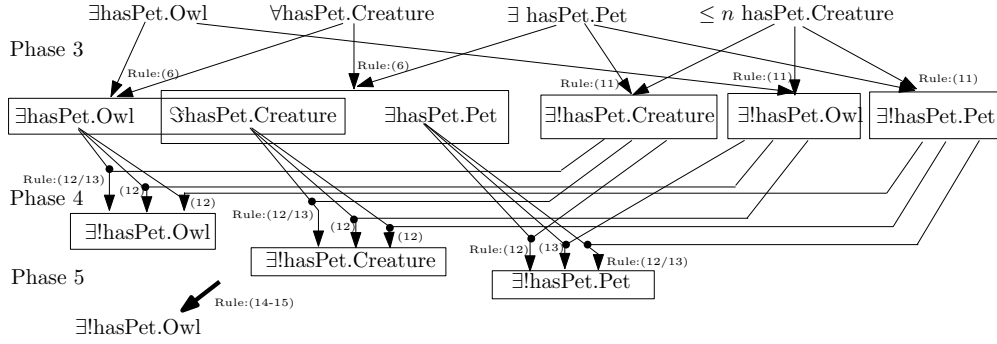 ∃hasPet.Owl ∀hasPet.Creature ∃ hasPet.Pet ≤ n hasPet.Creature
Phase 3
Rule:(6) Rule:(6) Rule:(11) Rule:(11) Rule:(11)
∃hasPet.Owl hasPet.Creature ∃hasPet.Pet ∃!hasPet.Creature ∃!hasPet.Owl ∃!hasPet.Pet
Rule:(12/13) (12) (12)
Phase 4
Rule:(12/13) (12) (12)
∃!hasPet.Owl
Rule:(12) (13) Rule:(12/13)
∃!hasPet.Creature
Phase 5
∃!hasPet.Pet
Rule:(14-15)
∃!hasPet.Owl